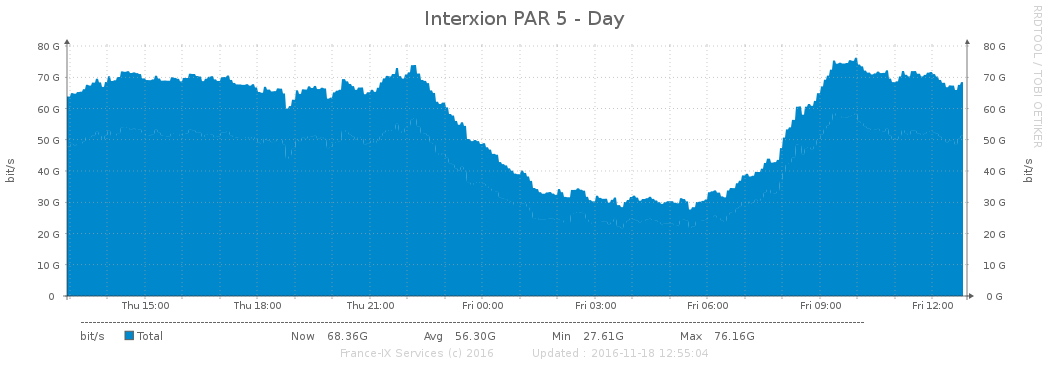 Interxion PAR 5 - Day
RRDTOOL / TOBI OETIKER
80 G 80 G
70 G 70 G
60 G 60 G
50 G 50 G
40 G 40 G
30 G 30 G
20 G 20 G
10 G 10 G
0 0 G
bit/s
bit/s
Thu 15:00 Thu 18:00 Thu 21:00 Fri 00:00 Fri 03:00 Fri 06:00 Fri 09:00 Fri 12:00
bit/s Total Now 68.36G Avg 56.30G Min 27.61G Max 76.16G
France-IX Services (c) 2016 Updated : 2016-11-18 12:55:04